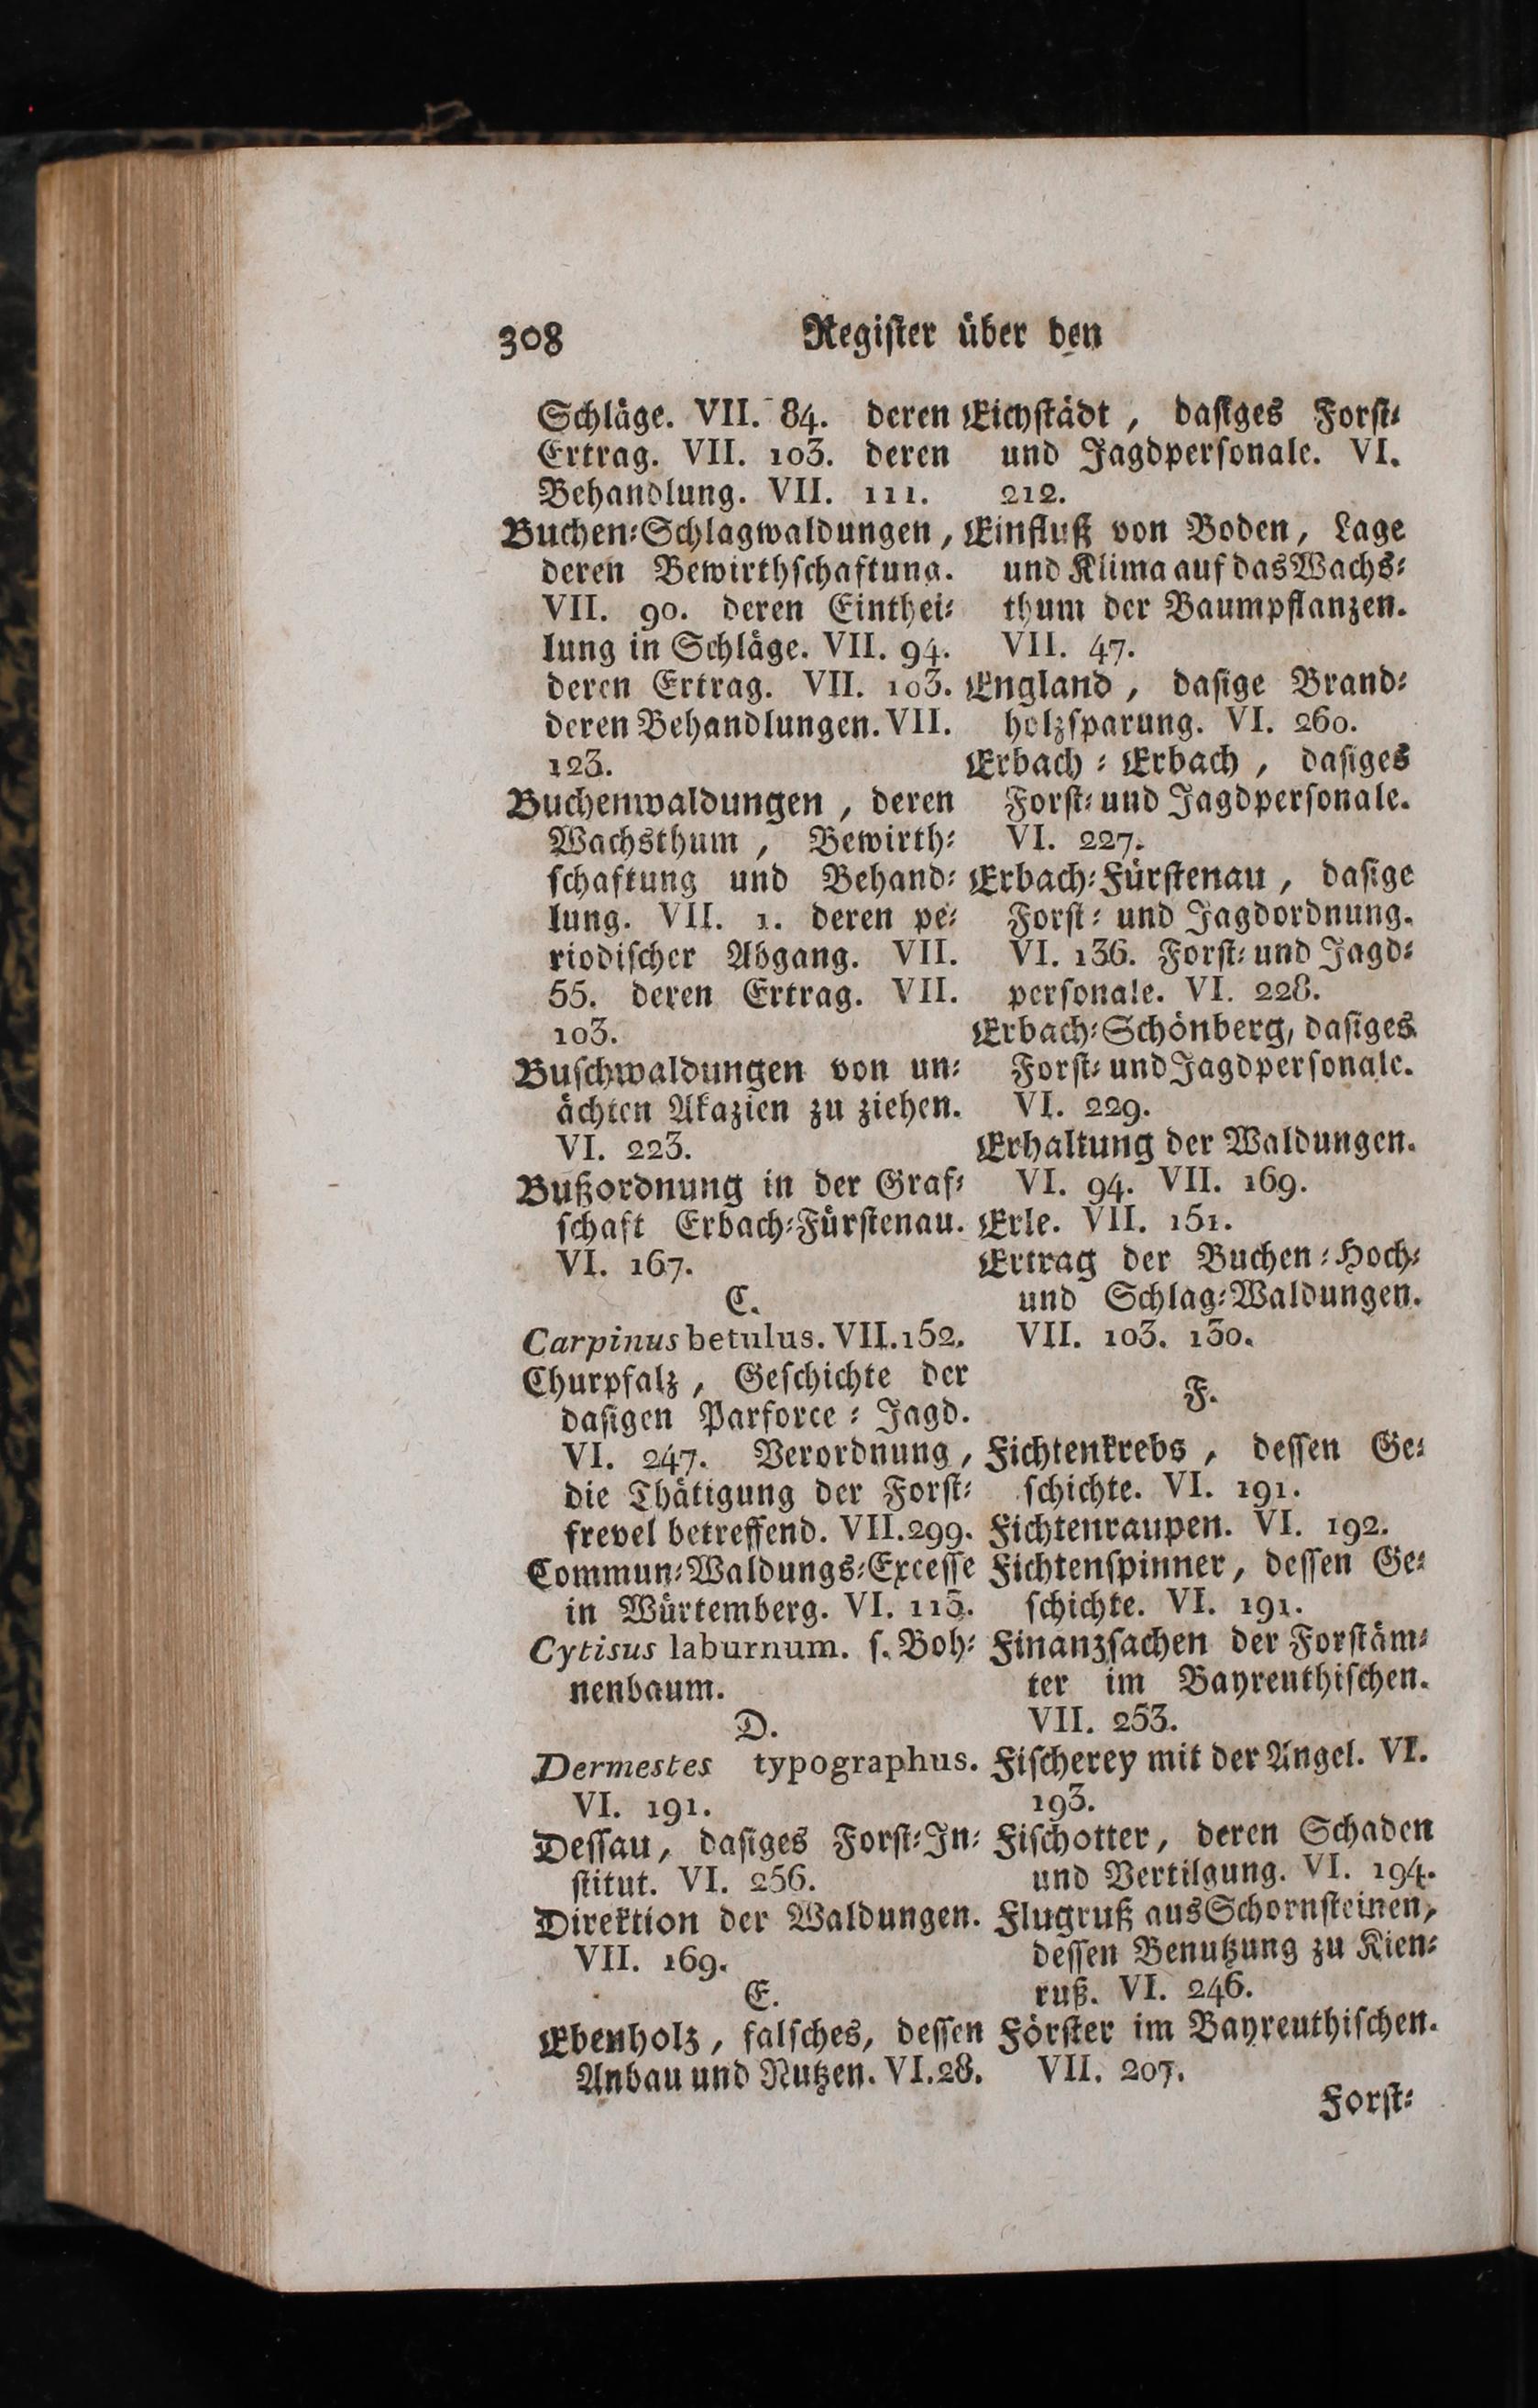 308 Regiſter über den
Schläge. VII. 84. deren
Ertrag. VII. 103. deren
Behandlung. VII. 111.
Buchen⸗Schlagwaldungen,
deren Bewirthſchaftung.
VII. 90. deren Einthei⸗
lung in Schläge. VII. 94.
deren Ertrag. VII. 103.
deren Behandlungen. VII.
123.
Buchenwaldungen, deren
Wachsthum, Bewirth⸗
ſchaftung und Behand⸗
lung. VII. 1. deren pe⸗
riodiſcher Abgang. VII.
55. deren Ertrag. VII.
103.
Buſchwaldungen von un⸗
ächten Akazien zu ziehen.
VI. 223.
Bußordnung in der Graf⸗
ſchaft Erbach⸗Fürſtenau.
VI. 167.
C.
Carpinus betulus. VII. 152.
Churpfalz, Geſchichte der
daſigen Parforce⸗Jagd.
VI. 247. Verordnung,
die Thätigung der Forſt⸗
frevel betreffend. VII. 299.
Commun⸗Waldungs⸗Exceſſe
in Würtemberg. VI. 115.
Cytisus laburnum. ſ. Boh⸗
nenbaum.
D.
Dermestes typographus.
VI. 191.
Deſſau, daſiges Forſt⸗In⸗
ſtitut. VI. 256.
Direktion der Waldungen.
VII. 169.
E.
Ebenholz, falſches, deſſen
Anbau und Nutzen. VI. 28.
Eichſtädt, daſiges Forſt⸗
und Jagdperſonale. VI.
212.
Einfluß von Boden, Lage
und Klima auf das Wachs⸗
thum der Baumpflanzen.
VII. 47.
England, daſige Brand⸗
holzſparung. VI. 260.
Erbach⸗Erbach, daſiges
Forſt⸗ und Jagdperſonale.
VI. 227.
Erbach⸗Fürſtenau, daſige
Forſt⸗ und Jagdordnung.
VI. 136. Forſt⸗ und Jagd⸗
perſonale. VI. 228.
Erbach⸗Schönberg, daſiges
Forſt⸗ und Jagdperſonale.
VI. 229.
Erhaltung der Waldungen.
VI. 94. VII. 169.
Erle. VII. 151.
Ertrag der Buchen⸗Hoch⸗
und Schlag⸗Waldungen.
VII. 103. 130.
F.
Fichtenkrebs, deſſen Ge⸗
ſchichte. VI. 191.
Fichtenraupen. VI. 192.
Fichtenſpinner, deſſen Ge⸗
ſchichte. VI. 191.
Finanzſachen der Forſtäm⸗
ter im Bayreuthiſchen.
VII. 253.
Fiſcherey mit der Angel. VI.
193.
Fiſchotter, deren Schaden
und Vertilgung. VI. 194.
Flugruß aus Schornſteinen,
deſſen Benutzung zu Kien⸗
ruß. VI. 246.
Förſter im Bayreuthiſchen.
VII. 207.
Forſt⸗